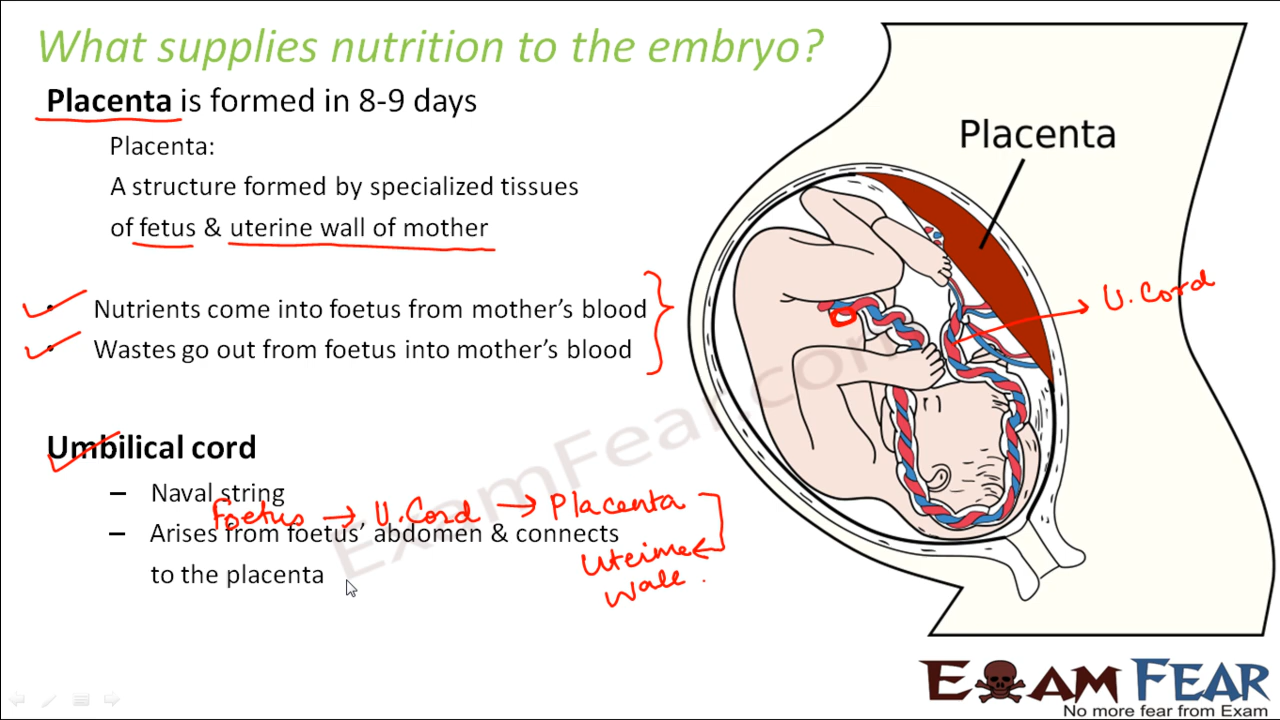 What supplies nutrition to the embryo?
Placenta is formed in 8-9 days
Placenta:
A structure formed by specialized tissues
of fetus & uterine wall of mother
• Nutrients come into foetus from mother's blood
• Wastes go out from foetus into mother's blood
Umbilical cord
– Naval string
foetus → U.Cord → Placenta
– Arises from foetus' abdomen & connects
to the placenta
Uterime
wall.
Placenta
U.Cord
ExamFear.com
EXAM FEAR
No more fear from Exam